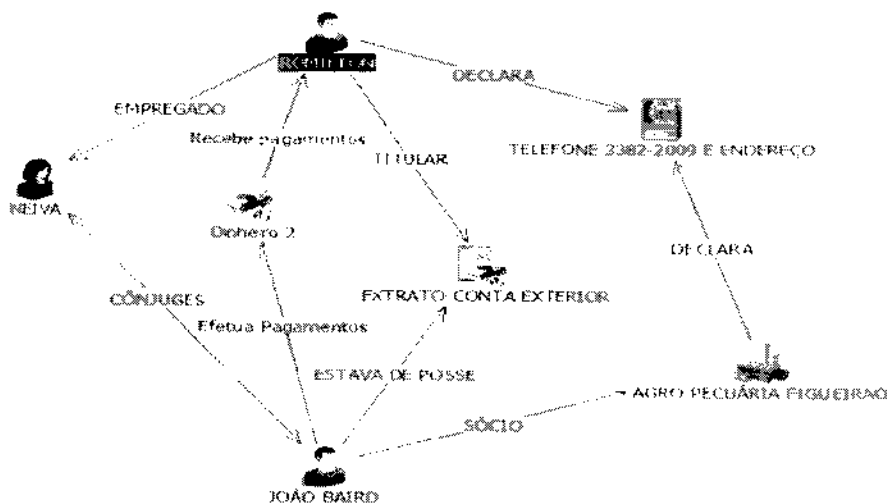 ROMILTON
DECLARA
EMPREGADO
Recebe pagamentos
TITULAR
TELEFONE 3382-2009 E ENDEREÇO
NEIVA
Dinheiro 2
DECLARA
EXTRATO CONTA EXTERIOR
CÔNJUGES
Efetua Pagamentos
ESTAVA DE POSSE
AGRO PECUÁRIA FIGUEIRÃO
SÓCIO
JOÃO BAIRD